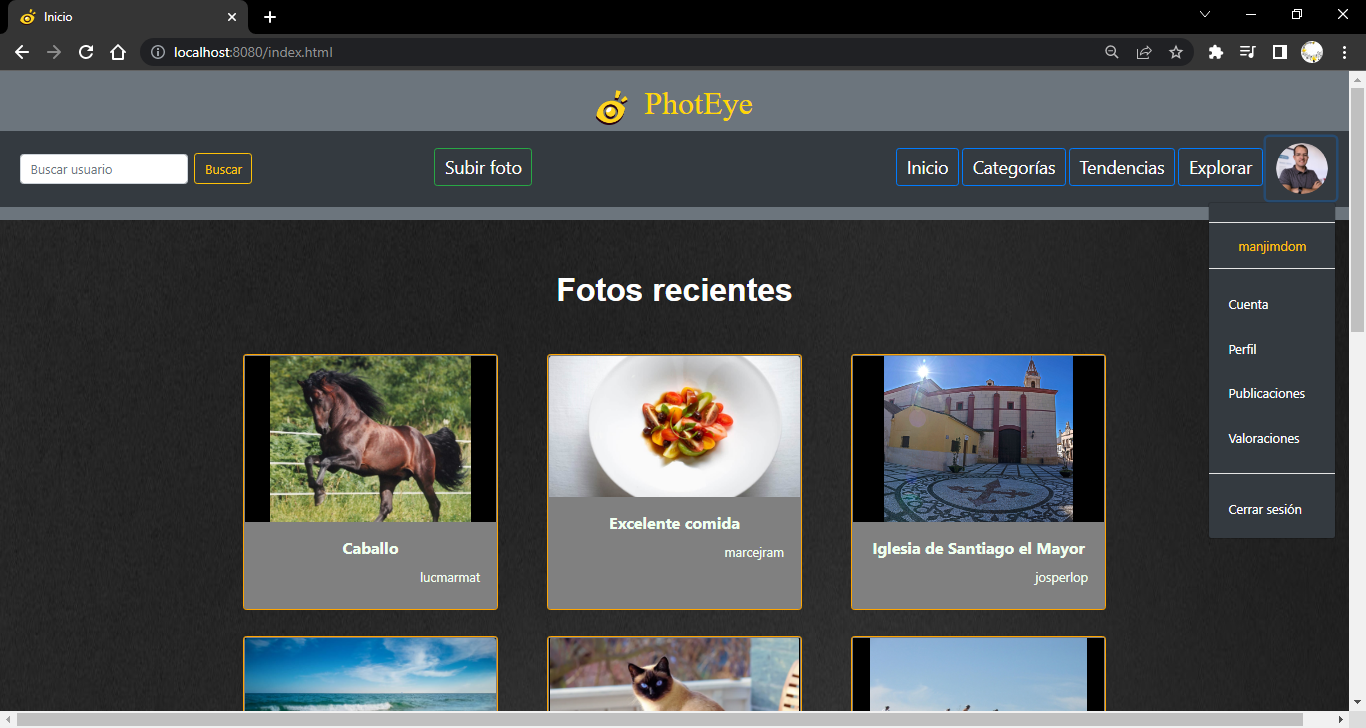 Inicio
localhost:8080/index.html
PhotEye
Buscar usuario
Buscar
Subir foto
Inicio
Categorías
Tendencias
Explorar
manjimdom
Cuenta
Perfil
Publicaciones
Valoraciones
Cerrar sesión
Fotos recientes
Caballo
lucmarmat
Excelente comida
marcejram
Iglesia de Santiago el Mayor
josperlop